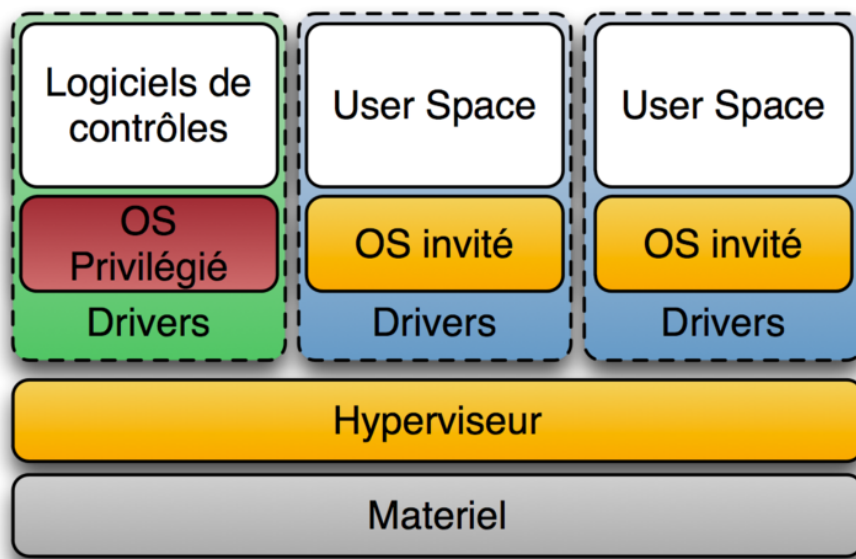 Logiciels de
contrôles
User Space
User Space
OS
Privilégié
OS invité
OS invité
Drivers
Drivers
Drivers
Hyperviseur
Materiel